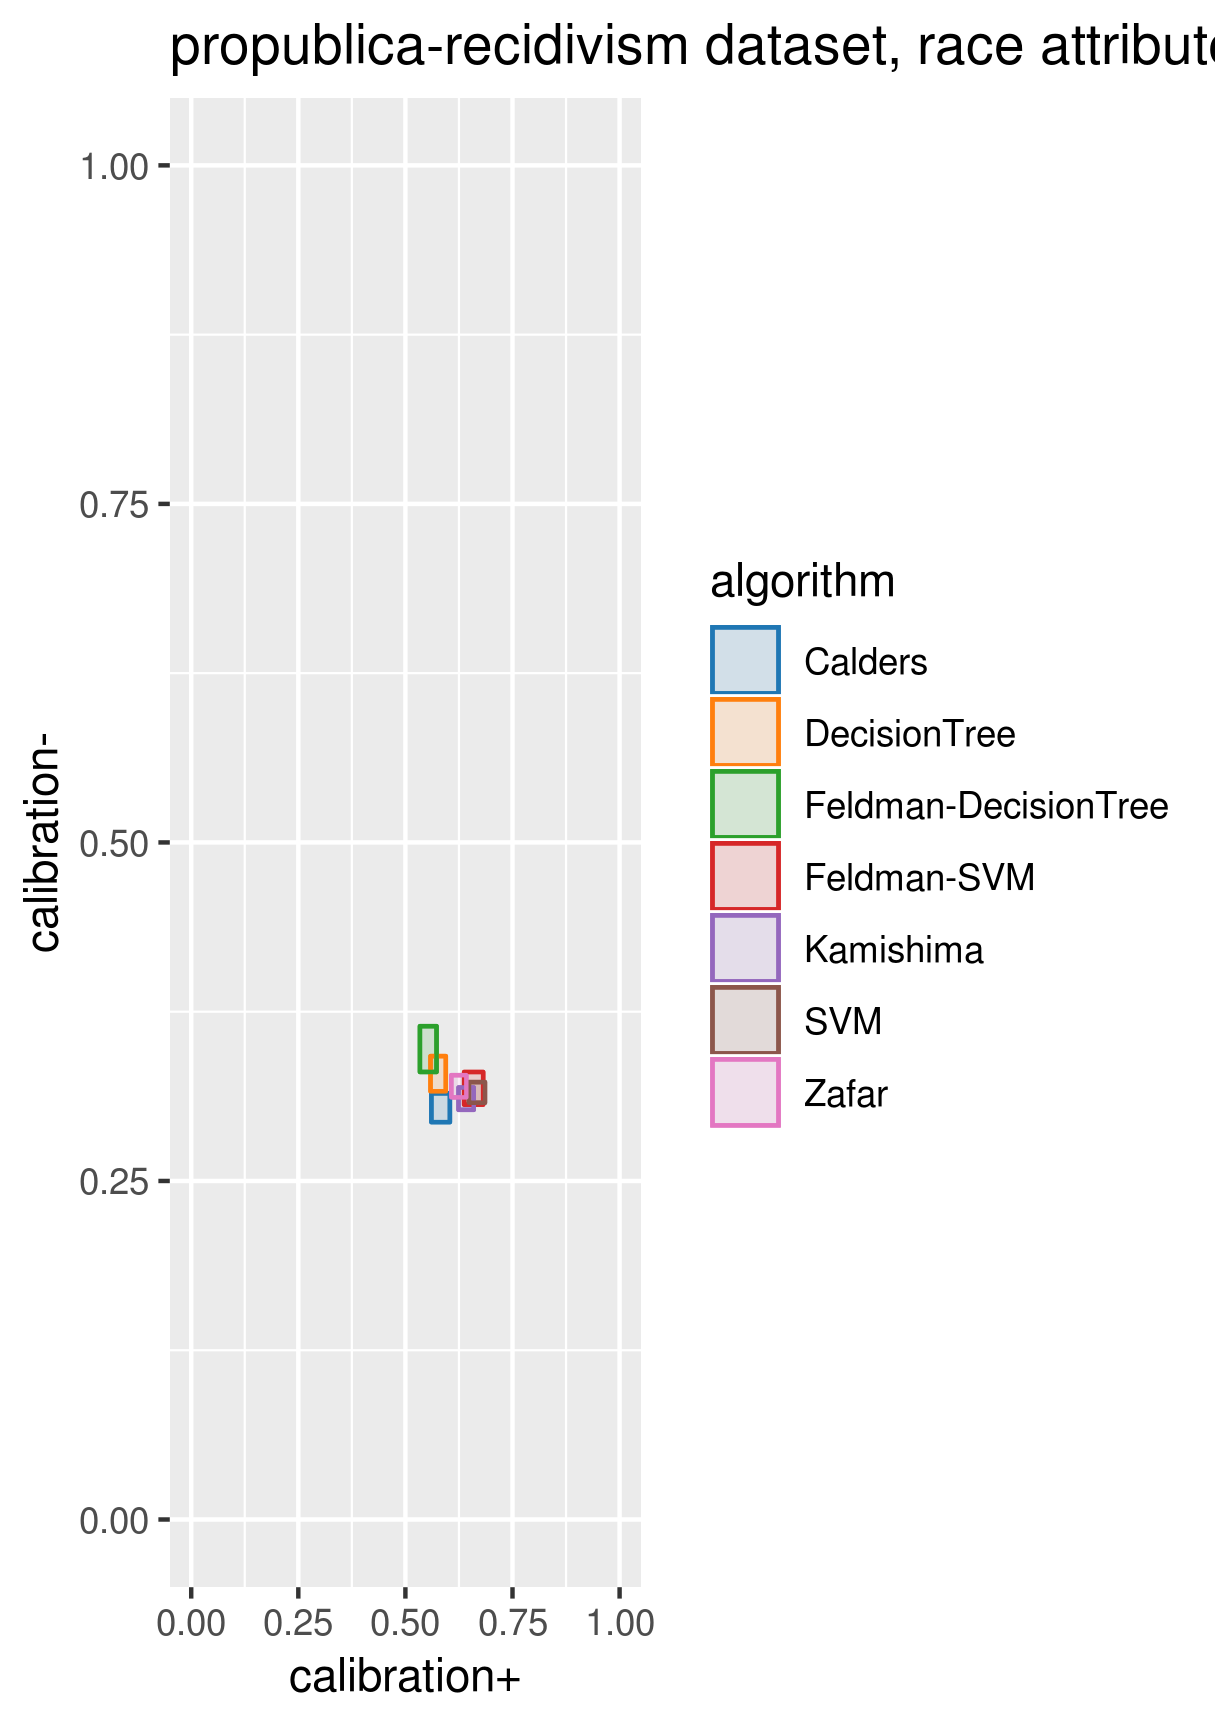 propublica-recidivism dataset, race attribute
1.00
0.75
0.50
0.25
0.00
calibration-
0.00 0.25 0.50 0.75 1.00
calibration+
algorithm
Calders
DecisionTree
Feldman-DecisionTree
Feldman-SVM
Kamishima
SVM
Zafar